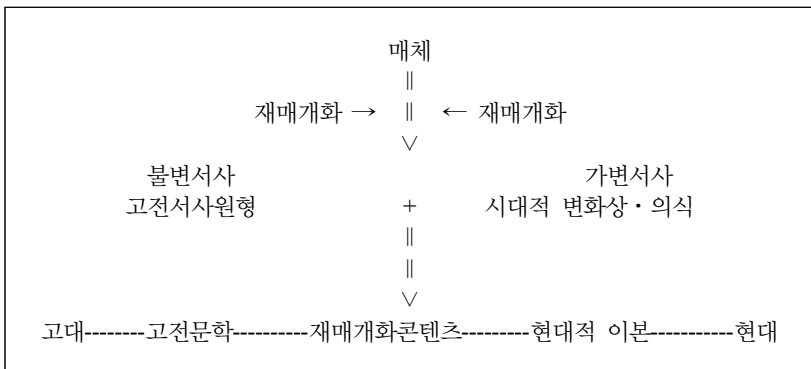 매체
∥
재매개화 → ∥ ← 재매개화
∨
불변서사 가변서사
고전서사원형 + 시대적 변화상・의식
∥
∥
∨
고대--------고전문학----------재매개화콘텐츠---------현대적 이본-----------현대